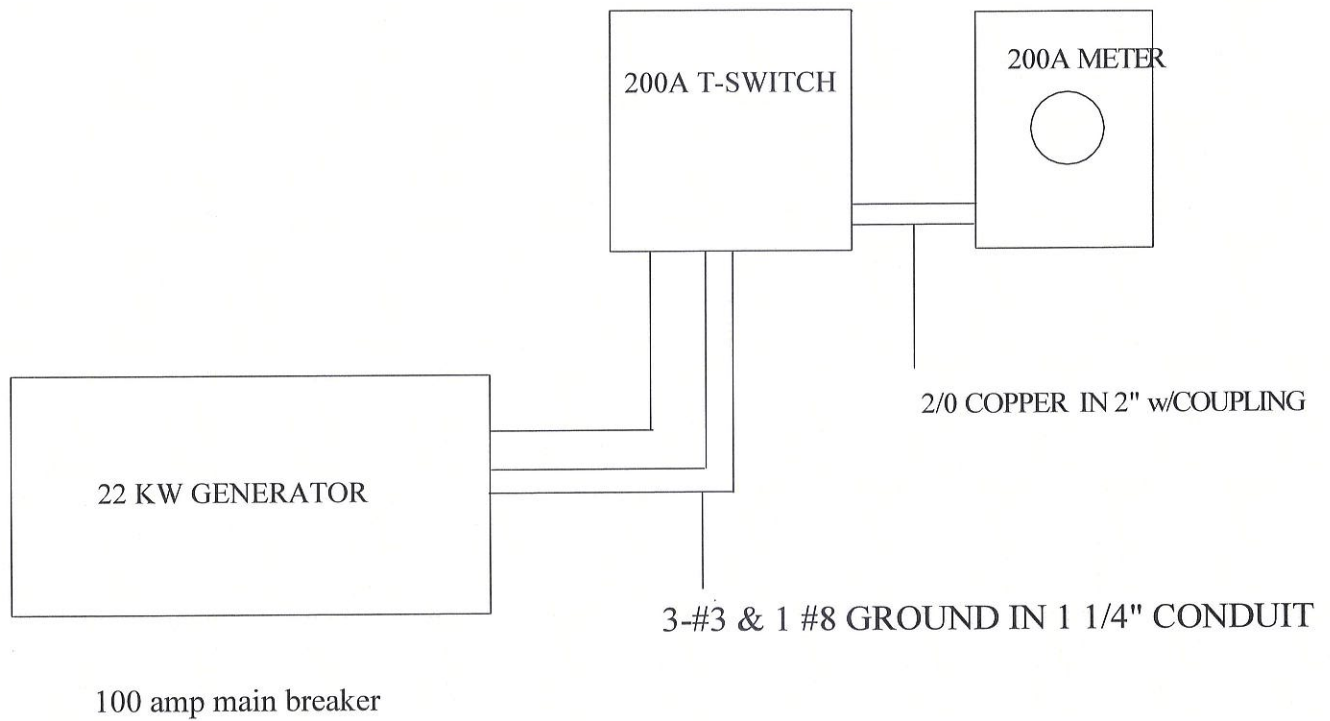 200A T-SWITCH
200A METER
2/0 COPPER IN 2" w/COUPLING
22 KW GENERATOR
3-#3 & 1 #8 GROUND IN 1 1/4" CONDUIT
100 amp main breaker